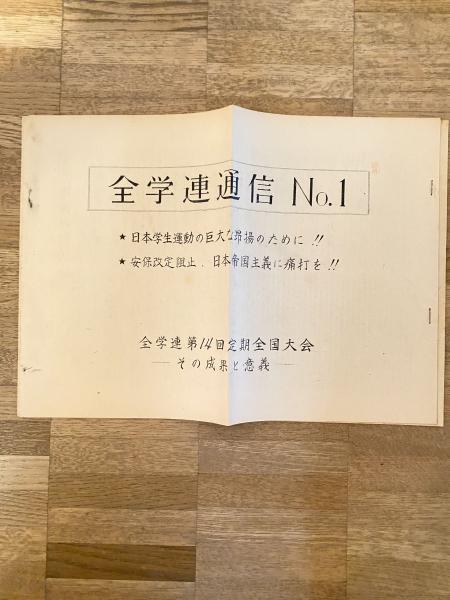 全学連通信 No.1
★ 日本学生運動の巨大な昂揚のために!!
★ 安保改定阻止、日本帝国主義に痛打を!!
全学連第14回定期全国大会
—その成果と意義—